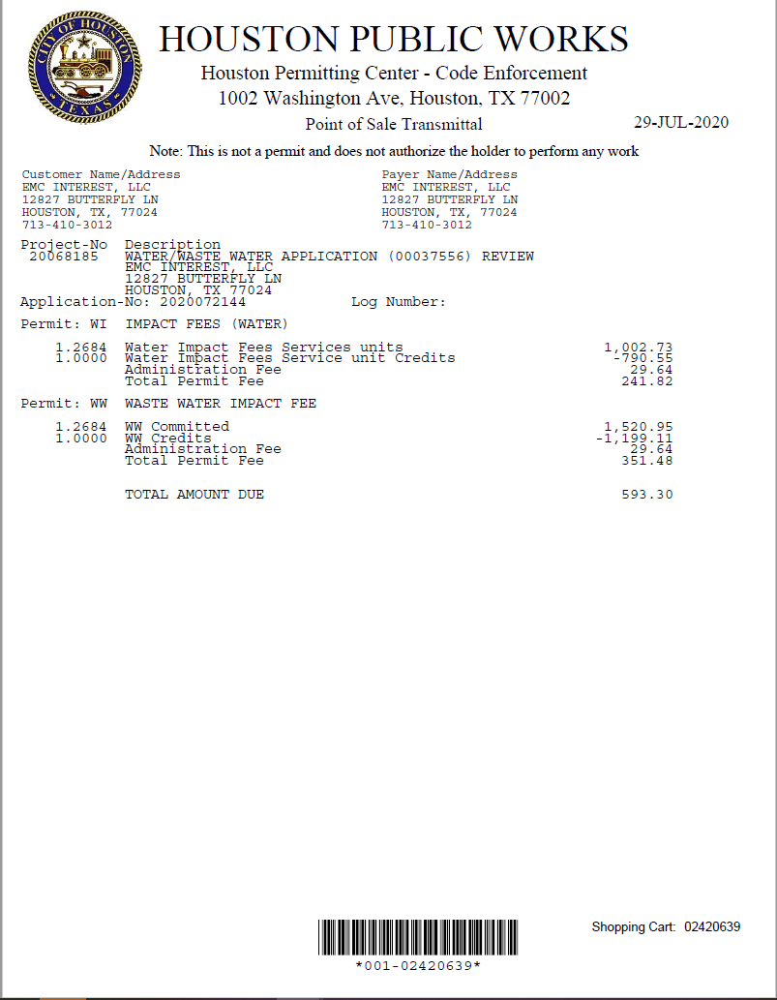 CITY OF HOUSTON
TEXAS
HOUSTON PUBLIC WORKS
Houston Permitting Center - Code Enforcement
1002 Washington Ave, Houston, TX 77002
Point of Sale Transmittal
29-JUL-2020
Note: This is not a permit and does not authorize the holder to perform any work
Customer Name/Address Payer Name/Address
EMC INTEREST, LLC EMC INTEREST, LLC
12827 BUTTERFLY LN 12827 BUTTERFLY LN
HOUSTON, TX, 77024 HOUSTON, TX, 77024
713-410-3012 713-410-3012
Project-No Description
20068185 WATER/WASTE WATER APPLICATION (00037556) REVIEW
EMC INTEREST, LLC
12827 BUTTERFLY LN
HOUSTON, TX 77024
Application-No: 2020072144 Log Number:
Permit: WI IMPACT FEES (WATER)
1.2684 Water Impact Fees Services units 1,002.73
1.0000 Water Impact Fees Service unit Credits -790.55
Administration Fee 29.64
Total Permit Fee 241.82
Permit: WW WASTE WATER IMPACT FEE
1.2684 WW Committed 1,520.95
1.0000 WW Credits -1,199.11
Administration Fee 29.64
Total Permit Fee 351.48
TOTAL AMOUNT DUE 593.30
Shopping Cart: 02420639
*001-02420639*